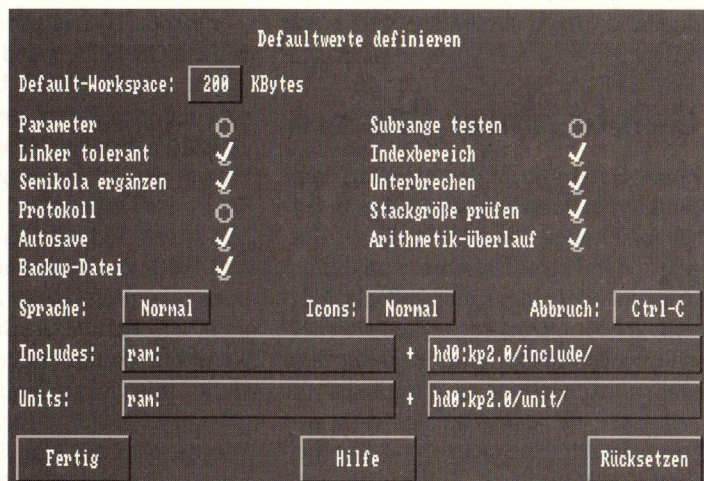 Defaultwerte definieren
Default-Workspace: 200 KBytes
Parameter Subrange testen
Linker tolerant Indexbereich
Semikola ergänzen Unterbrechen
Protokoll Stackgröße prüfen
Autosave Arithmetik-überlauf
Backup-Datei
Sprache: Normal Icons: Normal Abbruch: Ctrl-C
Includes: ram: + hd0:kp2.0/include/
Units: ram: + hd0:kp2.0/unit/
Fertig Hilfe Rücksetzen